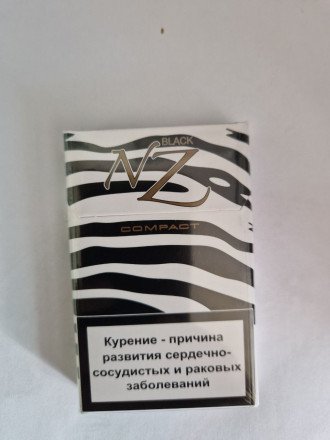 BLACK
NZ
COMPACT
Курение - причина
развития сердечно-
сосудистых и раковых
заболеваний